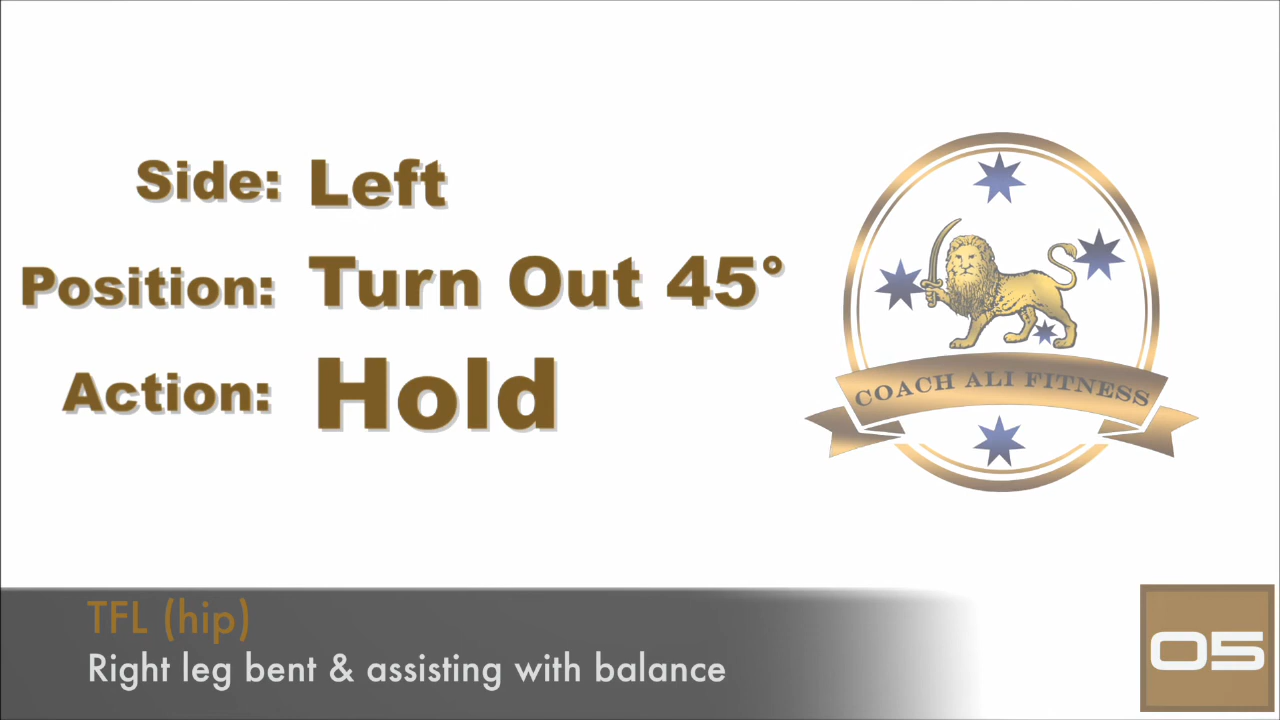 Side: Left
Position: Turn Out 45°
Action: Hold
COACH ALI FITNESS
TFL (hip)
Right leg bent & assisting with balance
05